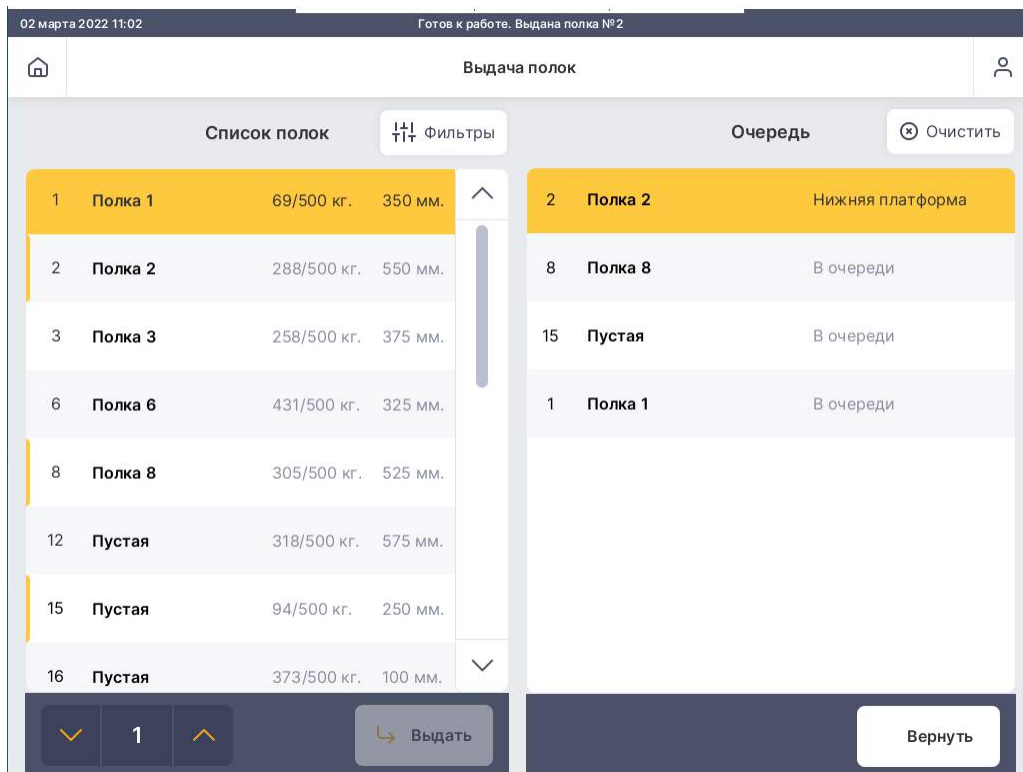 02 марта 2022 11:02 Готов к работе. Выдана полка №2
Выдача полок
Список полок Фильтры
1 Полка 1 69/500 кг. 350 мм.
2 Полка 2 288/500 кг. 550 мм.
3 Полка 3 258/500 кг. 375 мм.
6 Полка 6 431/500 кг. 325 мм.
8 Полка 8 305/500 кг. 525 мм.
12 Пустая 318/500 кг. 575 мм.
15 Пустая 94/500 кг. 250 мм.
16 Пустая 373/500 кг. 100 мм.
1 Выдать
Очередь Очистить
2 Полка 2 Нижняя платформа
8 Полка 8 В очереди
15 Пустая В очереди
1 Полка 1 В очереди
Вернуть